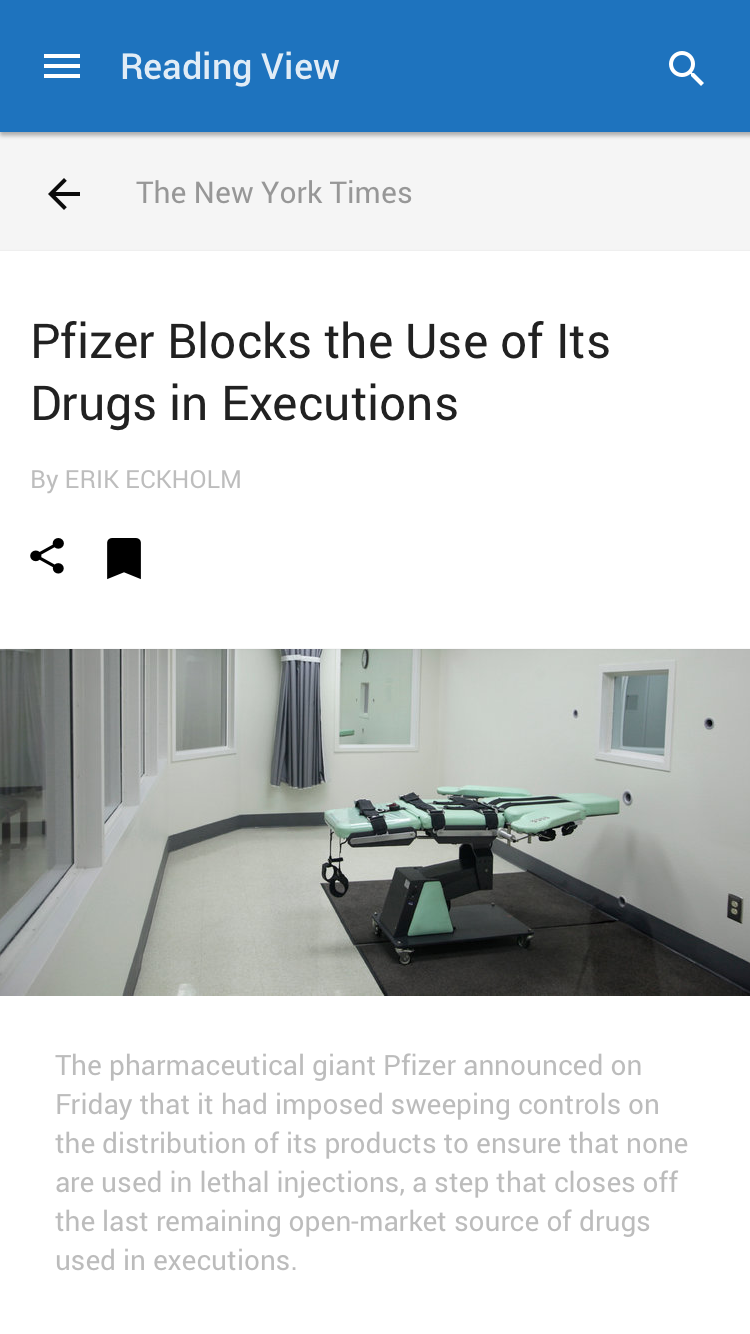 Reading View
The New York Times
Pfizer Blocks the Use of Its
Drugs in Executions
By ERIK ECKHOLM
The pharmaceutical giant Pfizer announced on
Friday that it had imposed sweeping controls on
the distribution of its products to ensure that none
are used in lethal injections, a step that closes off
the last remaining open-market source of drugs
used in executions.